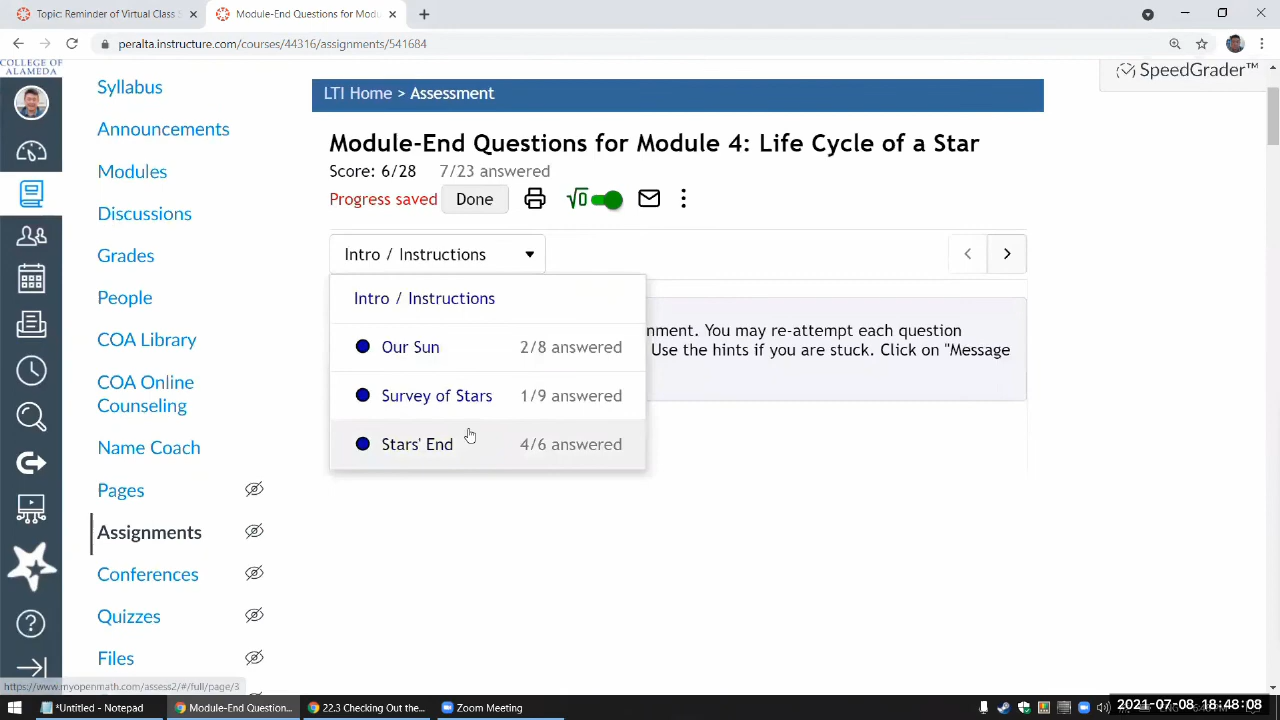 Topic: Reminder of Virtual Class S
Module-End Questions for Modu
peralta.instructure.com/courses/44316/assignments/541684
COLLEGE OF
ALAMEDA
Syllabus
Announcements
Modules
Discussions
Grades
People
COA Library
COA Online
Counseling
Name Coach
Pages
Assignments
Conferences
Quizzes
Files
SpeedGrader™
LTI Home > Assessment
Module-End Questions for Module 4: Life Cycle of a Star
Score: 6/28 7/23 answered
Progress saved Done
√0
Intro / Instructions
Intro / Instructions
Our Sun 2/8 answered
Survey of Stars 1/9 answered
Stars' End 4/6 answered
nment. You may re-attempt each question
Use the hints if you are stuck. Click on "Message
https://www.myopenmath.com/assess2/#/full/page/3
*Untitled - Notepad
Module-End Question...
22.3 Checking Out the...
Zoom Meeting
2021-07-08 18:48:08